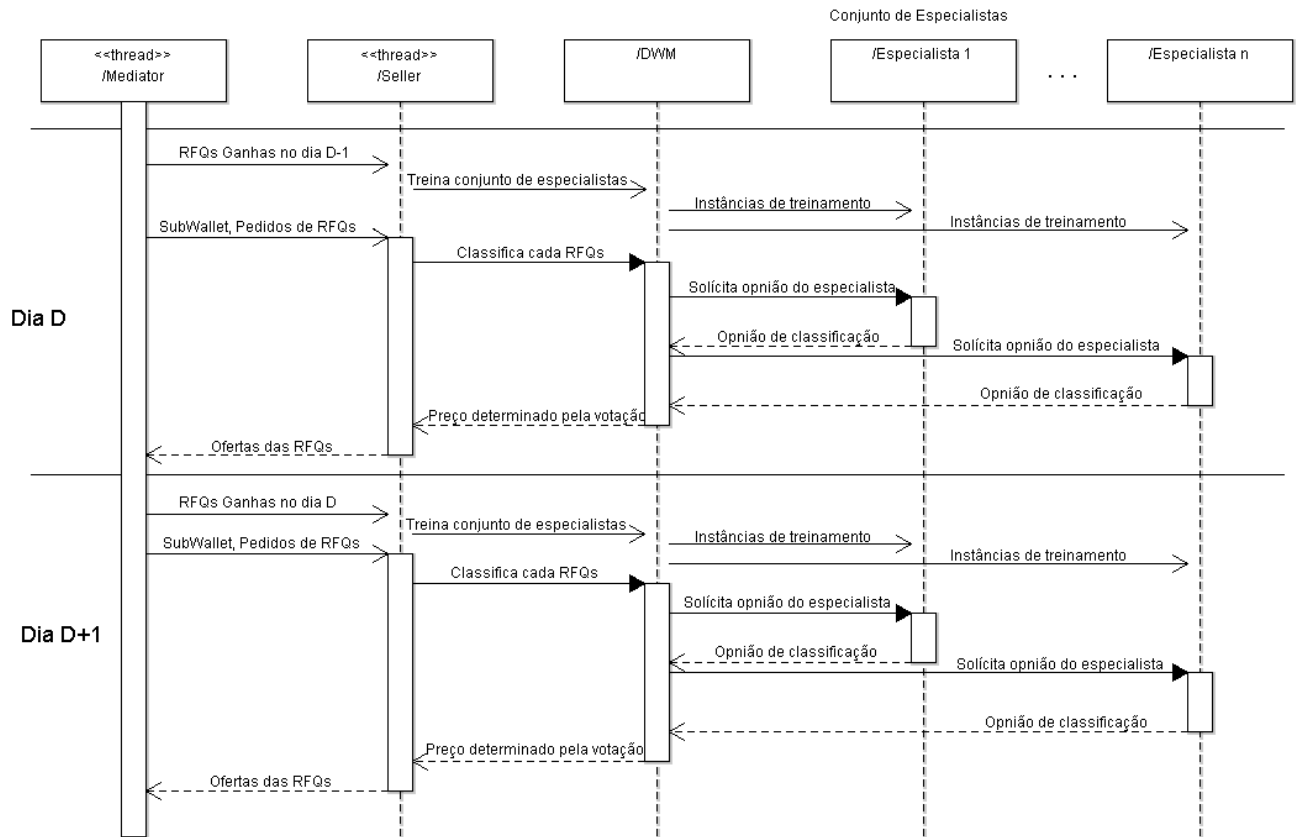 Conjunto de Especialistas
<<thread>>
/Mediator
<<thread>>
/Seller
/DWM
/Especialista 1
. . .
/Especialista n
RFQs Ganhas no dia D-1
Treina conjunto de especialistas
Instâncias de treinamento
Instâncias de treinamento
SubWallet, Pedidos de RFQs
Classifica cada RFQs
Solícita opnião do especialista
Dia D
Opnião de classificação
Solícita opnião do especialista
Opnião de classificação
Preço determinado pela votação
Ofertas das RFQs
RFQs Ganhas no dia D
Treina conjunto de especialistas
Instâncias de treinamento
SubWallet, Pedidos de RFQs
Instâncias de treinamento
Classifica cada RFQs
Solícita opnião do especialista
Dia D+1
Opnião de classificação
Solícita opnião do especialista
Opnião de classificação
Preço determinado pela votação
Ofertas das RFQs